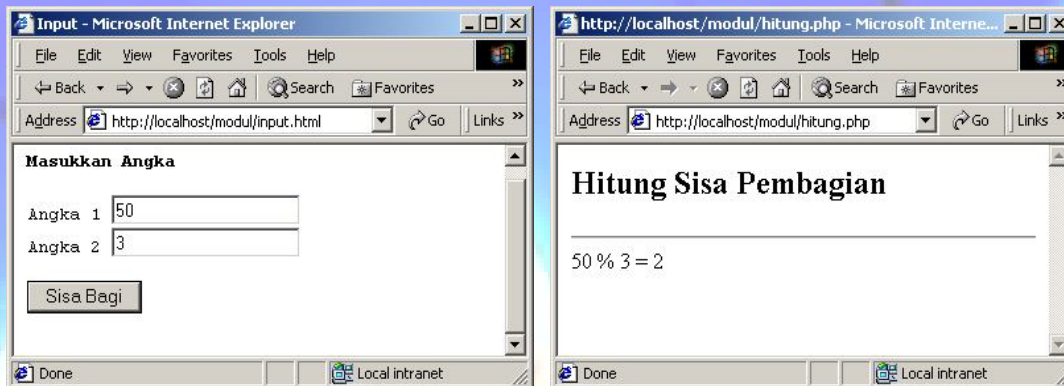 Input - Microsoft Internet Explorer
File Edit View Favorites Tools Help
Back Search Favorites »
Address http://localhost/modul/input.html Go Links »
Masukkan Angka
Angka 1 50
Angka 2 3
Sisa Bagi
Done Local intranet
http://localhost/modul/hitung.php - Microsoft Interne...
File Edit View Favorites Tools Help
Back Search Favorites »
Address http://localhost/modul/hitung.php Go Links »
Hitung Sisa Pembagian
50 % 3 = 2
Done Local intranet